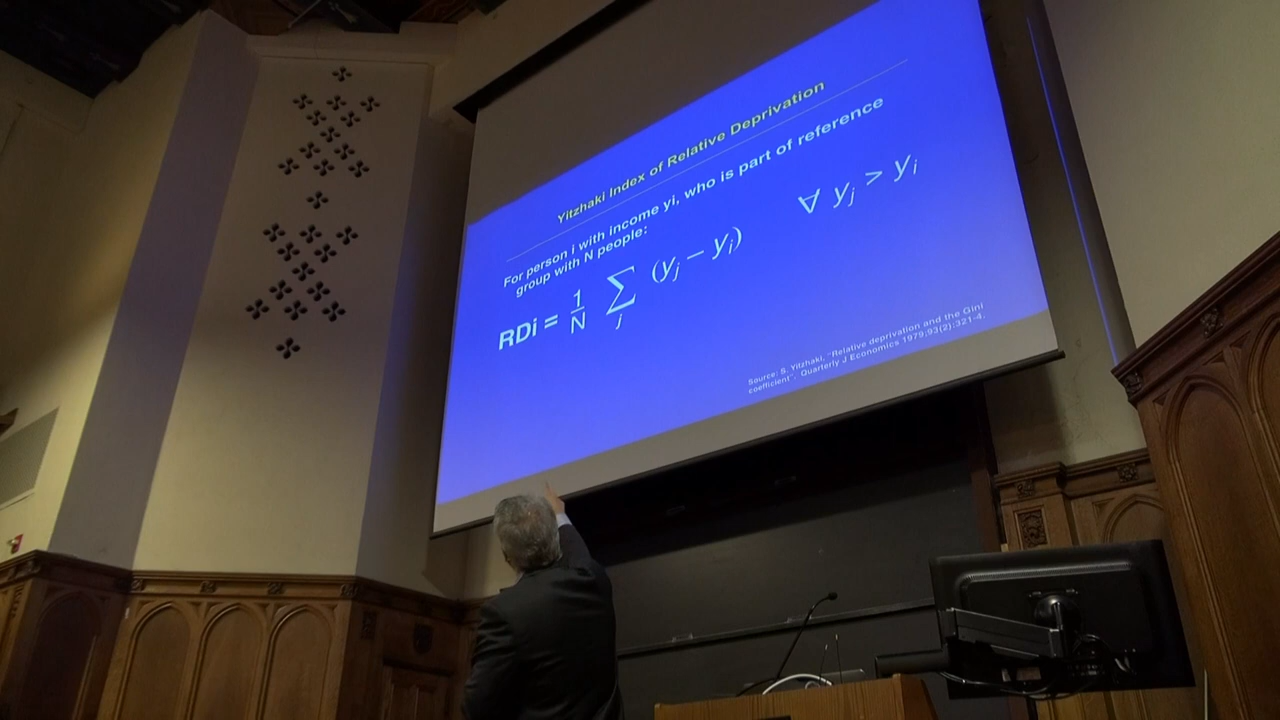 Yitzhaki Index of Relative Deprivation
For person i with income yi, who is part of reference
group with N people:
RDi = 1/N ∑j (yj − yi) ∀ yj > yi
Source: S. Yitzhaki, "Relative deprivation and the Gini
coefficient". Quarterly J Economics 1979;93(2):321-4.